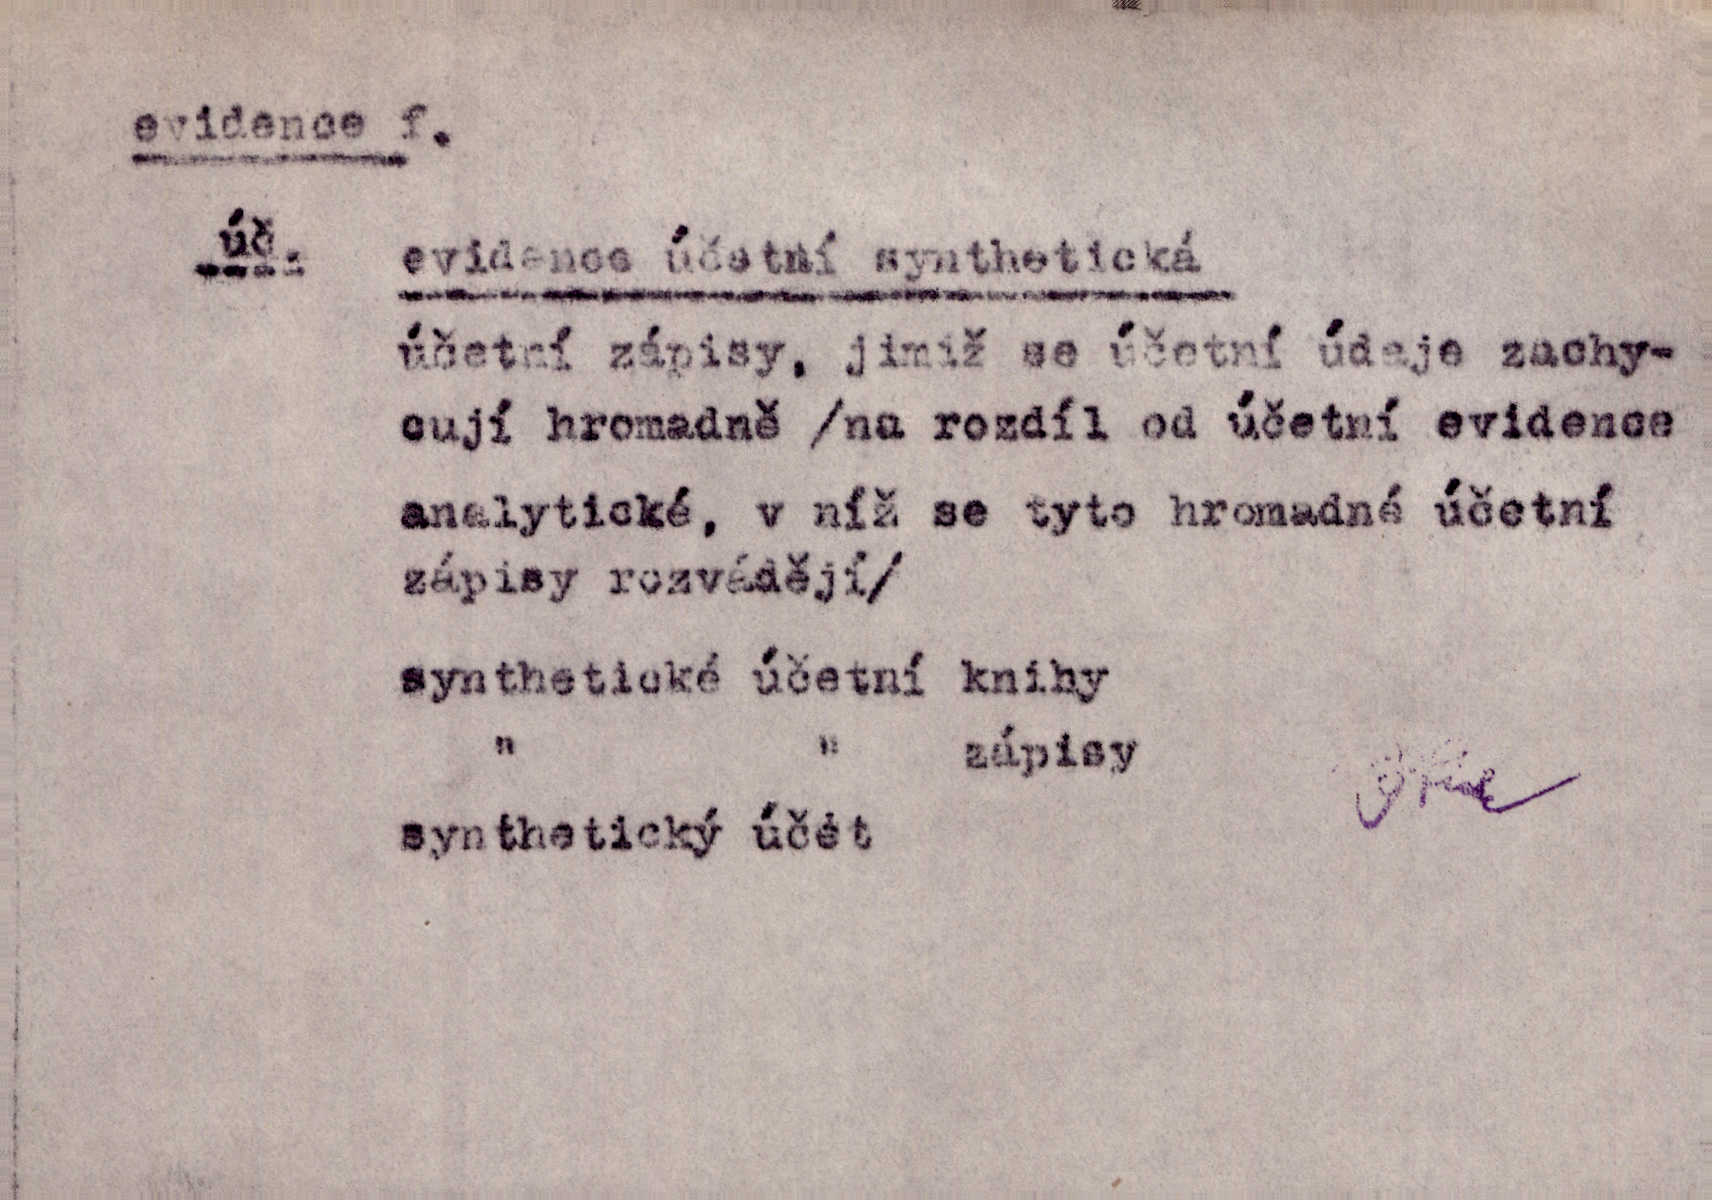 evidence f.
úč.
evidence účetní synthetická
účetní zápisy, jimiž se účetní údaje zachy-
cují hromadně /na rozdíl od účetní evidence
analytické, v níž se tyto hromadné účetní
zápisy rozvádějí/
synthetické účetní knihy
" " zápisy
synthetický účet